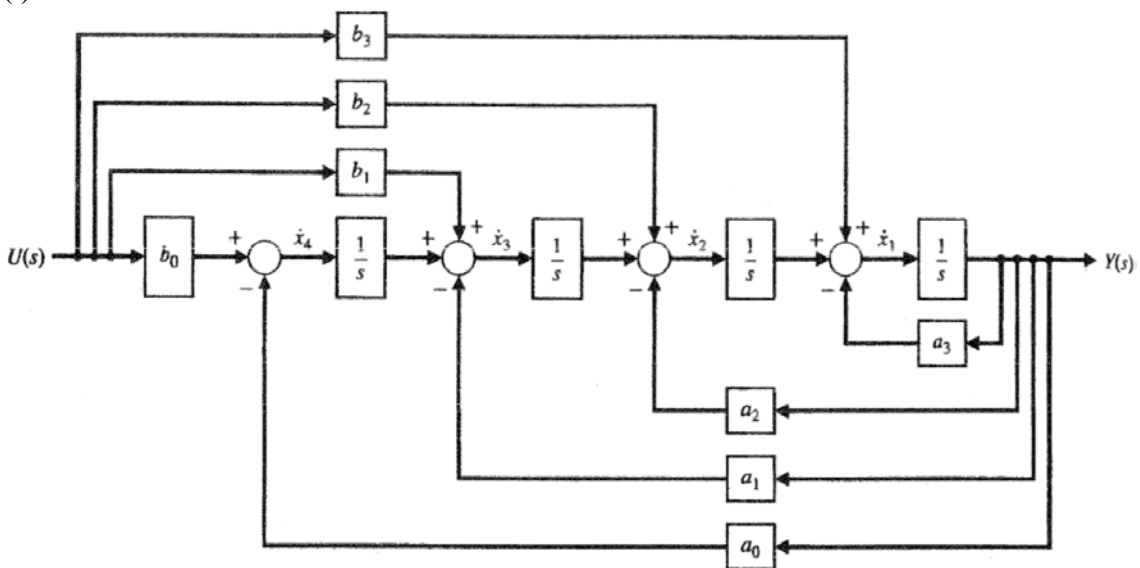 b₃
b₂
b₁
U(s) b₀ + − ẋ₄ 1/s + + − ẋ₃ 1/s + + − ẋ₂ 1/s + + − ẋ₁ 1/s Y(s)
a₃
a₂
a₁
a₀